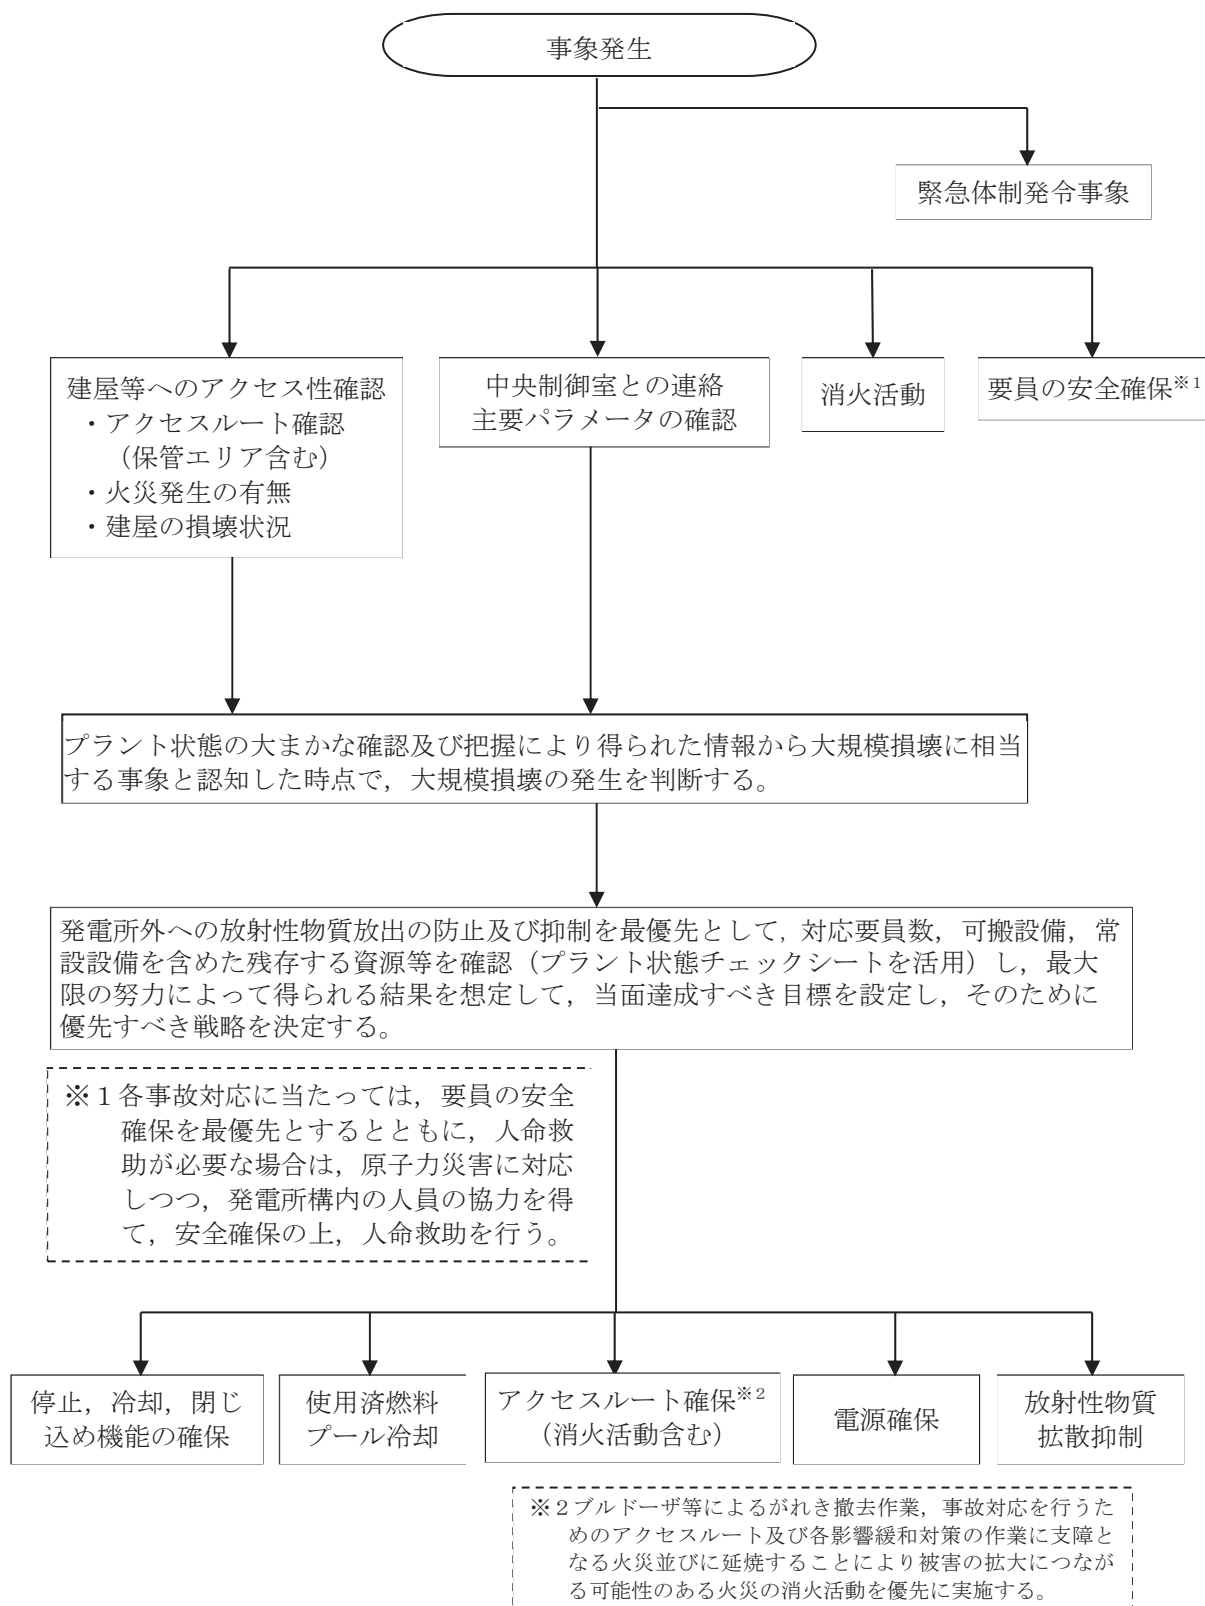 事象発生
緊急体制発令事象
建屋等へのアクセス性確認
・アクセスルート確認
（保管エリア含む）
・火災発生の有無
・建屋の損壊状況
中央制御室との連絡
主要パラメータの確認
消火活動
要員の安全確保※1
プラント状態の大まかな確認及び把握により得られた情報から大規模損壊に相当
する事象と認知した時点で，大規模損壊の発生を判断する。
発電所外への放射性物質放出の防止及び抑制を最優先として，対応要員数，可搬設備，常
設設備を含めた残存する資源等を確認（プラント状態チェックシートを活用）し，最大
限の努力によって得られる結果を想定して，当面達成すべき目標を設定し，そのために
優先すべき戦略を決定する。
※１各事故対応に当たっては，要員の安全
確保を最優先とするとともに，人命救
助が必要な場合は，原子力災害に対応
しつつ，発電所構内の人員の協力を得
て，安全確保の上，人命救助を行う。
停止，冷却，閉じ
込め機能の確保
使用済燃料
プール冷却
アクセスルート確保※2
（消火活動含む）
電源確保
放射性物質
拡散抑制
※２ブルドーザ等によるがれき撤去作業，事故対応を行うた
めのアクセスルート及び各影響緩和対策の作業に支障と
なる火災並びに延焼することにより被害の拡大につなが
る可能性のある火災の消火活動を優先に実施する。